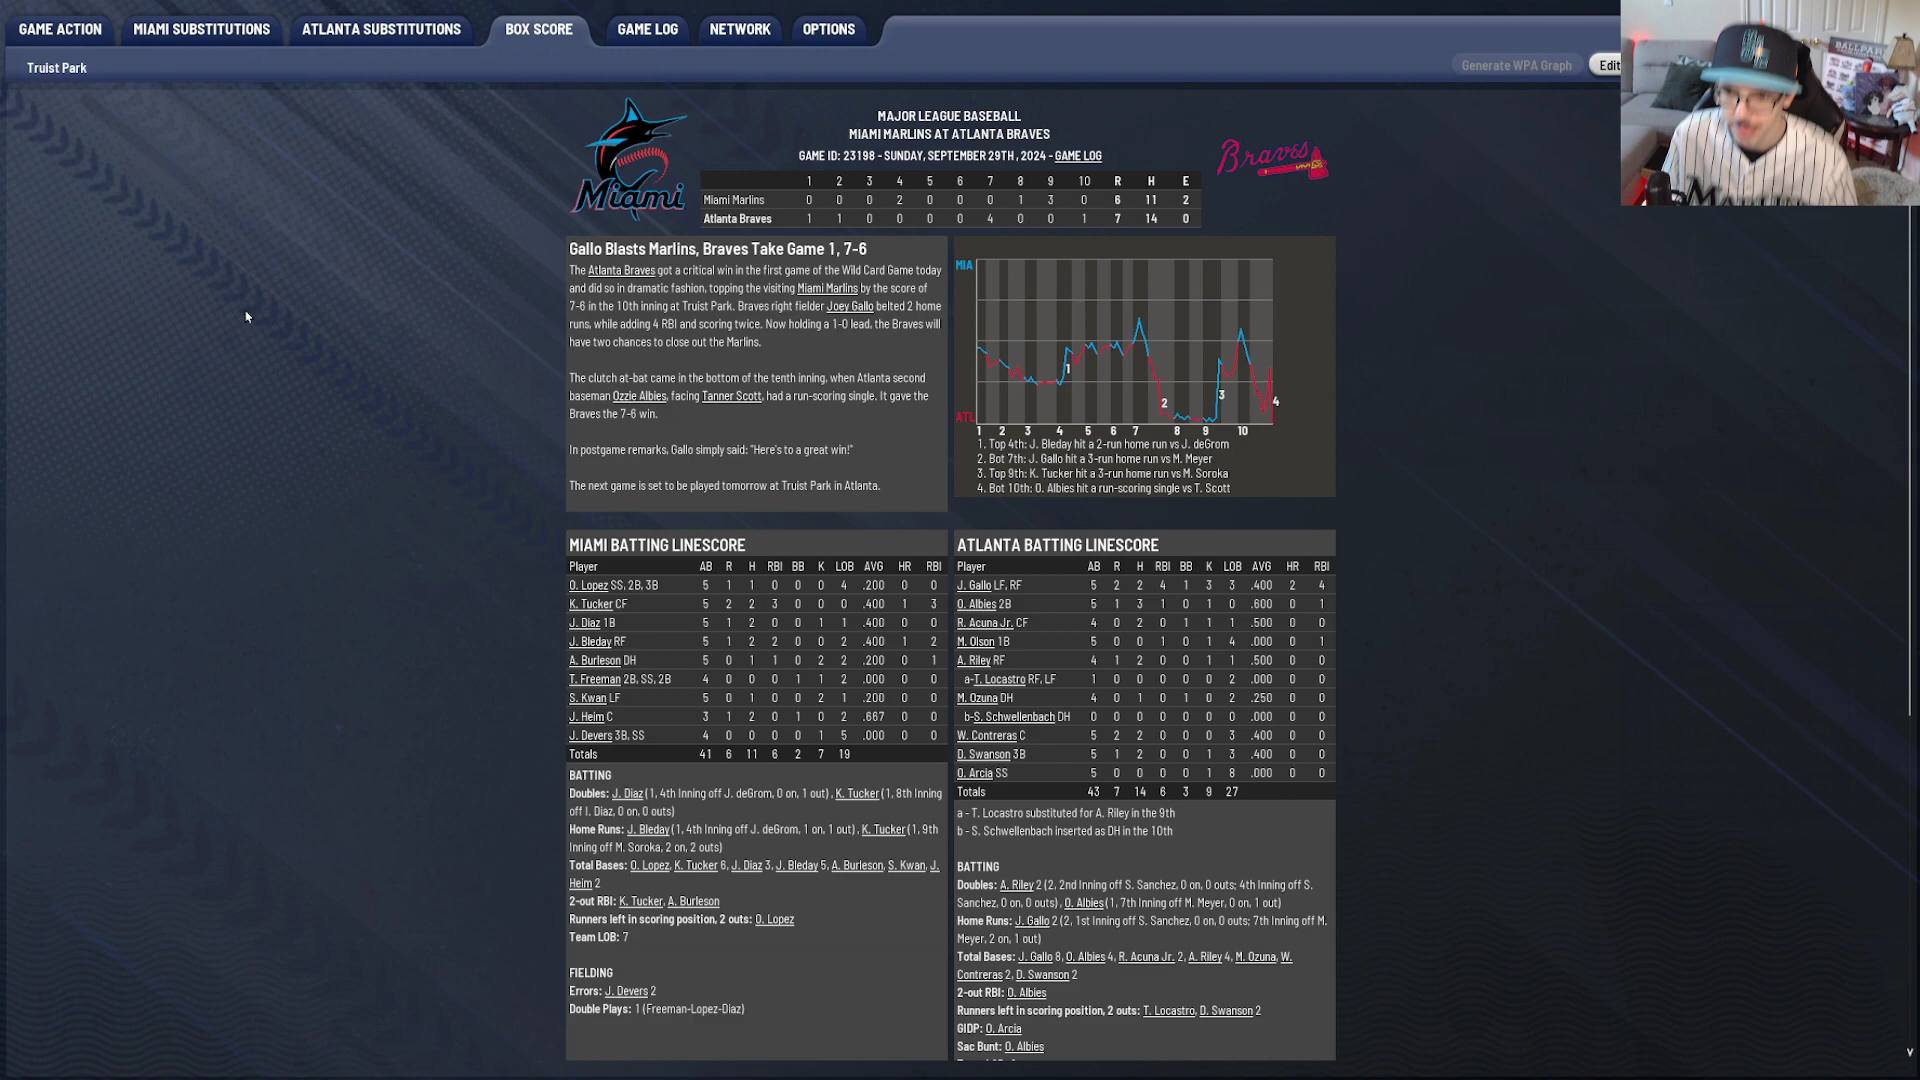 GAME ACTION MIAMI SUBSTITUTIONS ATLANTA SUBSTITUTIONS BOX SCORE GAME LOG NETWORK OPTIONS
Truist Park
Generate WPA Graph Edit
MAJOR LEAGUE BASEBALL
MIAMI MARLINS AT ATLANTA BRAVES
GAME ID: 23198 - SUNDAY, SEPTEMBER 29TH, 2024 - GAME LOG
Miami
Braves
1 2 3 4 5 6 7 8 9 10 R H E
Miami Marlins 0 0 0 2 0 0 0 1 3 0 6 11 2
Atlanta Braves 1 1 0 0 0 0 4 0 0 1 7 14 0
Gallo Blasts Marlins, Braves Take Game 1, 7-6
The Atlanta Braves got a critical win in the first game of the Wild Card Game today
and did so in dramatic fashion, topping the visiting Miami Marlins by the score of
7-6 in the 10th inning at Truist Park. Braves right fielder Joey Gallo belted 2 home
runs, while adding 4 RBI and scoring twice. Now holding a 1-0 lead, the Braves will
have two chances to close out the Marlins.
The clutch at-bat came in the bottom of the tenth inning, when Atlanta second
baseman Ozzie Albies, facing Tanner Scott, had a run-scoring single. It gave the
Braves the 7-6 win.
In postgame remarks, Gallo simply said: "Here's to a great win!"
The next game is set to be played tomorrow at Truist Park in Atlanta.
MIA
1
2
3
4
ATL
1 2 3 4 5 6 7 8 9 10
1. Top 4th: J. Bleday hit a 2-run home run vs J. deGrom
2. Bot 7th: J. Gallo hit a 3-run home run vs M. Meyer
3. Top 9th: K. Tucker hit a 3-run home run vs M. Soroka
4. Bot 10th: O. Albies hit a run-scoring single vs T. Scott
MIAMI BATTING LINESCORE
Player AB R H RBI BB K LOB AVG HR RBI
O. Lopez SS, 2B, 3B 5 1 1 0 0 0 4 .200 0 0
K. Tucker CF 5 2 2 3 0 0 0 .400 1 3
J. Diaz 1B 5 1 2 0 0 1 1 .400 0 0
J. Bleday RF 5 1 2 2 0 0 2 .400 1 2
A. Burleson DH 5 0 1 1 0 2 2 .200 0 1
T. Freeman 2B, SS, 2B 4 0 0 0 1 1 2 .000 0 0
S. Kwan LF 5 0 1 0 0 2 1 .200 0 0
J. Heim C 3 1 2 0 1 0 2 .667 0 0
J. Devers 3B, SS 4 0 0 0 0 1 5 .000 0 0
Totals 41 6 11 6 2 7 19
BATTING
Doubles: J. Diaz (1, 4th Inning off J. deGrom, 0 on, 1 out) , K. Tucker (1, 8th Inning
off I. Diaz, 0 on, 0 outs)
Home Runs: J. Bleday (1, 4th Inning off J. deGrom, 1 on, 1 out) , K. Tucker (1, 9th
Inning off M. Soroka, 2 on, 2 outs)
Total Bases: O. Lopez, K. Tucker 6, J. Diaz 3, J. Bleday 5, A. Burleson, S. Kwan, J.
Heim 2
2-out RBI: K. Tucker, A. Burleson
Runners left in scoring position, 2 outs: O. Lopez
Team LOB: 7
FIELDING
Errors: J. Devers 2
Double Plays: 1 (Freeman-Lopez-Diaz)
ATLANTA BATTING LINESCORE
Player AB R H RBI BB K LOB AVG HR RBI
J. Gallo LF, RF 5 2 2 4 1 3 3 .400 2 4
O. Albies 2B 5 1 3 1 0 1 0 .600 0 1
R. Acuna Jr. CF 4 0 2 0 1 1 1 .500 0 0
M. Olson 1B 5 0 0 1 0 1 4 .000 0 1
A. Riley RF 4 1 2 0 0 1 1 .500 0 0
a-T. Locastro RF, LF 1 0 0 0 0 0 2 .000 0 0
M. Ozuna DH 4 0 1 0 1 0 2 .250 0 0
b-S. Schwellenbach DH 0 0 0 0 0 0 0 .000 0 0
W. Contreras C 5 2 2 0 0 0 3 .400 0 0
D. Swanson 3B 5 1 2 0 0 1 3 .400 0 0
O. Arcia SS 5 0 0 0 0 1 8 .000 0 0
Totals 43 7 14 6 3 9 27
a - T. Locastro substituted for A. Riley in the 9th
b - S. Schwellenbach inserted as DH in the 10th
BATTING
Doubles: A. Riley 2 (2, 2nd Inning off S. Sanchez, 0 on, 0 outs; 4th Inning off S.
Sanchez, 0 on, 0 outs) , O. Albies (1, 7th Inning off M. Meyer, 0 on, 1 out)
Home Runs: J. Gallo 2 (2, 1st Inning off S. Sanchez, 0 on, 0 outs; 7th Inning off M.
Meyer, 2 on, 1 out)
Total Bases: J. Gallo 8, O. Albies 4, R. Acuna Jr. 2, A. Riley 4, M. Ozuna, W.
Contreras 2, D. Swanson 2
2-out RBI: O. Albies
Runners left in scoring position, 2 outs: T. Locastro, D. Swanson 2
GIDP: O. Arcia
Sac Bunt: O. Albies